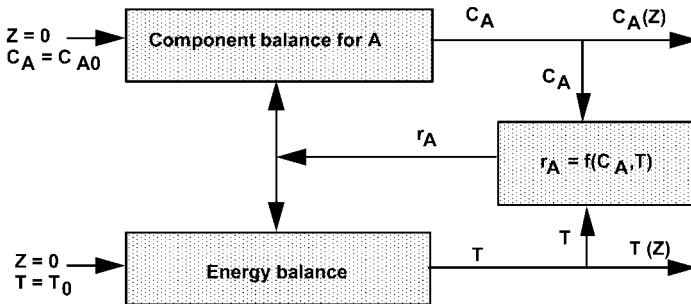 Z = 0
C_A = C_A0
Component balance for A
C_A
C_A(Z)
C_A
r_A
r_A = f(C_A,T)
T
Z = 0
T = T_0
Energy balance
T
T (Z)